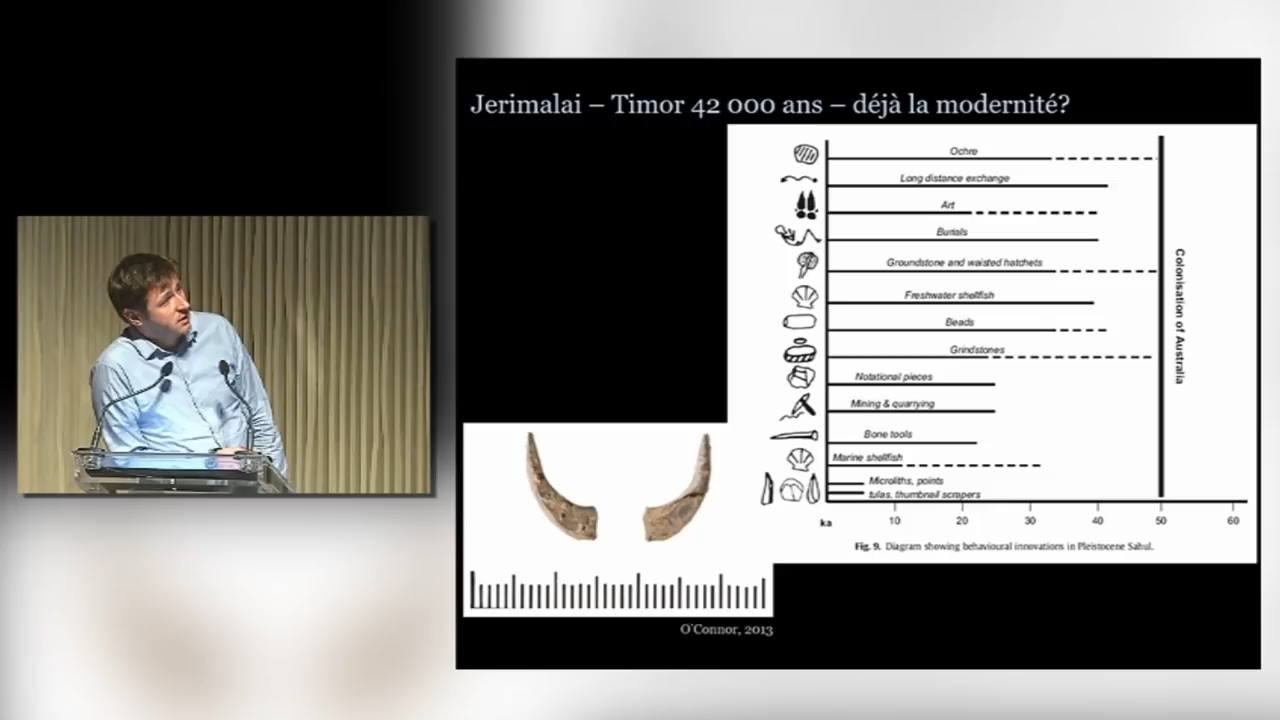 Jerimalai – Timor 42 000 ans – déjà la modernité?
Ochre
Long distance exchange
Art
Burials
Groundstone and waisted hatchets
Freshwater shellfish
Beads
Grindstones
Notational pieces
Mining & quarrying
Bone tools
Marine shellfish
Microliths, points
tulas, thumbnail scrapers
Colonisation of Australia
ka
10 20 30 40 50 60
Fig. 9. Diagram showing behavioural innovations in Pleistocene Sahul.
O'Connor, 2013